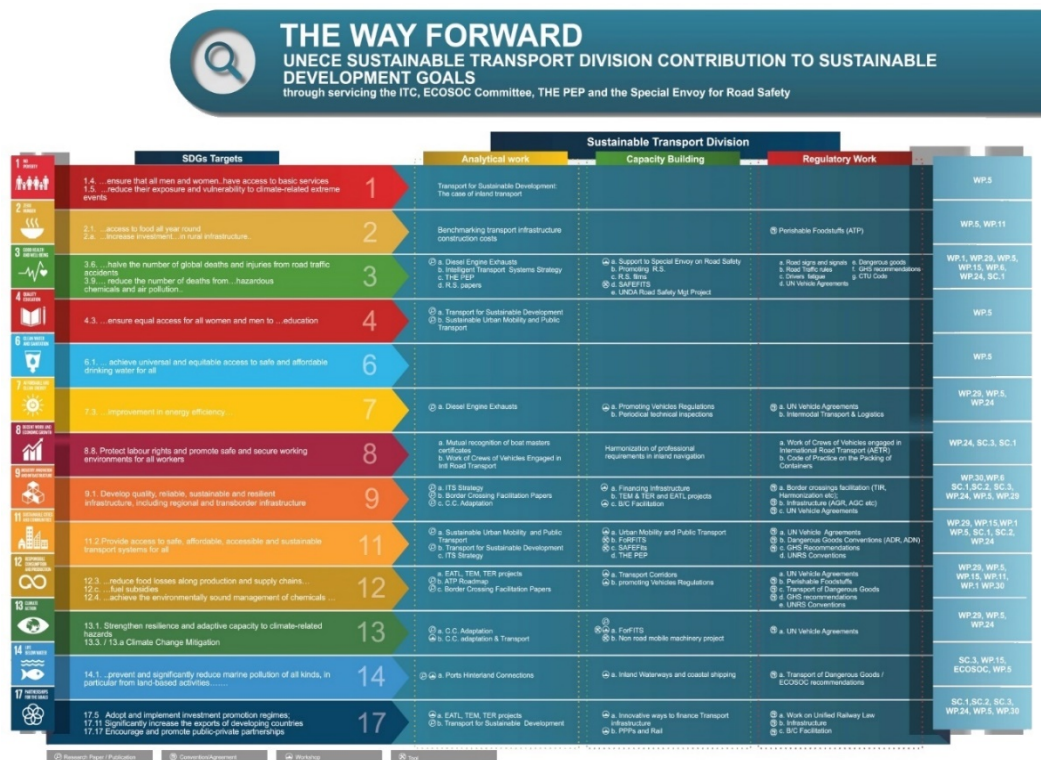 THE WAY FORWARD
UNECE SUSTAINABLE TRANSPORT DIVISION CONTRIBUTION TO SUSTAINABLE
DEVELOPMENT GOALS
through servicing the ITC, ECOSOC Committee, THE PEP and the Special Envoy for Road Safety
Sustainable Transport Division
SDGs Targets
Analytical work
Capacity Building
Regulatory Work
1
1.4. ...ensure that all men and women..have access to basic services
1.5. ...reduce their exposure and vulnerability to climate-related extreme
events
1
Transport for Sustainable Development:
The case of inland transport
WP.5
2
2.1. ...access to food all year round
2.a. ...Increase investment...in rural infrastructure..
2
Benchmarking transport infrastructure
construction costs
Perishable Foodstuffs (ATP)
WP.5, WP.11
3
3.6. ...halve the number of global deaths and injuries from road traffic
accidents
3.9. ... reduce the number of deaths from...hazardous
chemicals and air pollution..
3
a. Diesel Engine Exhausts
b. Intelligent Transport Systems Strategy
c. THE PEP
d. R.S. papers
a. Support to Special Envoy on Road Safety
b. Promoting R.S.
c. R.S. films
d. SAFEFITS
e. UNDA Road Safety Mgt Project
a. Road signs and signals
b. Road Traffic rules
c. Drivers fatigue
d. UN Vehicle Agreements
e. Dangerous goods
f. GHS recommendations
g. CTU Code
WP.1, WP.29, WP.5,
WP.15, WP.6,
WP.24, SC.1
4
4.3. ...ensure equal access for all women and men to ...education
4
a. Transport for Sustainable Development
b. Sustainable Urban Mobility and Public
Transport
WP.5
6
6.1. ... achieve universal and equitable access to safe and affordable
drinking water for all
6
WP.5
7
7.3. ...improvement in energy efficiency...
7
a. Diesel Engine Exhausts
a. Promoting Vehicles Regulations
b. Periodical technical inspections
a. UN Vehicle Agreements
b. Intermodal Transport & Logistics
WP.29, WP.5,
WP.24
8
8.8. Protect labour rights and promote safe and secure working
environments for all workers
8
a. Mutual recognition of boat masters
certificates
b. Work of Crews of Vehicles Engaged in
Intl Road Transport
Harmonization of professional
requirements in inland navigation
a. Work of Crews of Vehicles engaged in
International Road Transport (AETR)
b. Code of Practice on the Packing of
Containers
WP.24, SC.3, SC.1
9
9.1. Develop quality, reliable, sustainable and resilient
infrastructure, including regional and transborder infrastructure
9
a. ITS Strategy
b. Border Crossing Facilitation Papers
c. C.C. Adaptation
a. Financing Infrastructure
b. TEM & TER and EATL projects
c. B/C Facilitation
a. Border crossings facilitation (TIR,
Harmonization etc);
b. Infrastructure (AGR, AGC etc)
c. UN Vehicle Agreements
WP.30,WP.6
SC.1,SC.2, SC.3,
WP.24, WP.5, WP.29
11
11.2 Provide access to safe, affordable, accessible and sustainable
transport systems for all
11
a. Sustainable Urban Mobility and Public
Transport
b. Transport for Sustainable Development
c. ITS Strategy
a. Urban Mobility and Public Transport
b. ForFITS
c. SAFEFits
d. THE PEP
a. UN Vehicle Agreements
b. Dangerous Goods Conventions (ADR, ADN)
c. GHS Recommendations
d. UNRS Conventions
WP.29, WP.15,WP.1
WP.5, SC.1, SC.2,
WP.24
12
12.3. ...reduce food losses along production and supply chains...
12.c. ...fuel subsidies
12.4. ...achieve the environmentally sound management of chemicals ....
12
a. EATL, TEM, TER projects
b. ATP Roadmap
c. Border Crossing Facilitation Papers
a. Transport Corridors
b. promoting Vehicles Regulations
a. UN Vehicle Agreements
b. Perishable Foodstuffs
c. Transport of Dangerous Goods
d. GHS recommendations
e. UNRS Conventions
WP.29, WP.5,
WP.15, WP.11,
WP.1 WP.30
13
13.1. Strengthen resilience and adaptive capacity to climate-related
hazards
13.3. / 13.a Climate Change Mitigation
13
a. C.C. Adaptation
b. C.C. adaptation & Transport
a. ForFITS
b. Non road mobile machinery project
a. UN Vehicle Agreements
WP.29, WP.5,
WP.24
14
14.1. ..prevent and significantly reduce marine pollution of all kinds, in
particular from land-based activities........
14
a. Ports Hinterland Connections
a. Inland Waterways and coastal shipping
a. Transport of Dangerous Goods /
ECOSOC recommendations
SC.3, WP.15,
ECOSOC, WP.5
17
17.5 Adopt and implement investment promotion regimes;
17.11 Significantly increase the exports of developing countries
17.17 Encourage and promote public-private partnerships
17
a. EATL, TEM, TER projects
b. Transport for Sustainable Development
a. Innovative ways to finance Transport
infrastructure
b. PPPs and Rail
a. Work on Unified Railway Law
b. Infrastructure
c. B/C Facilitation
SC.1,SC.2, SC.3,
WP.24, WP.5, WP.30
Research Paper / Publication
Convention/Agreement
Workshop
Tool